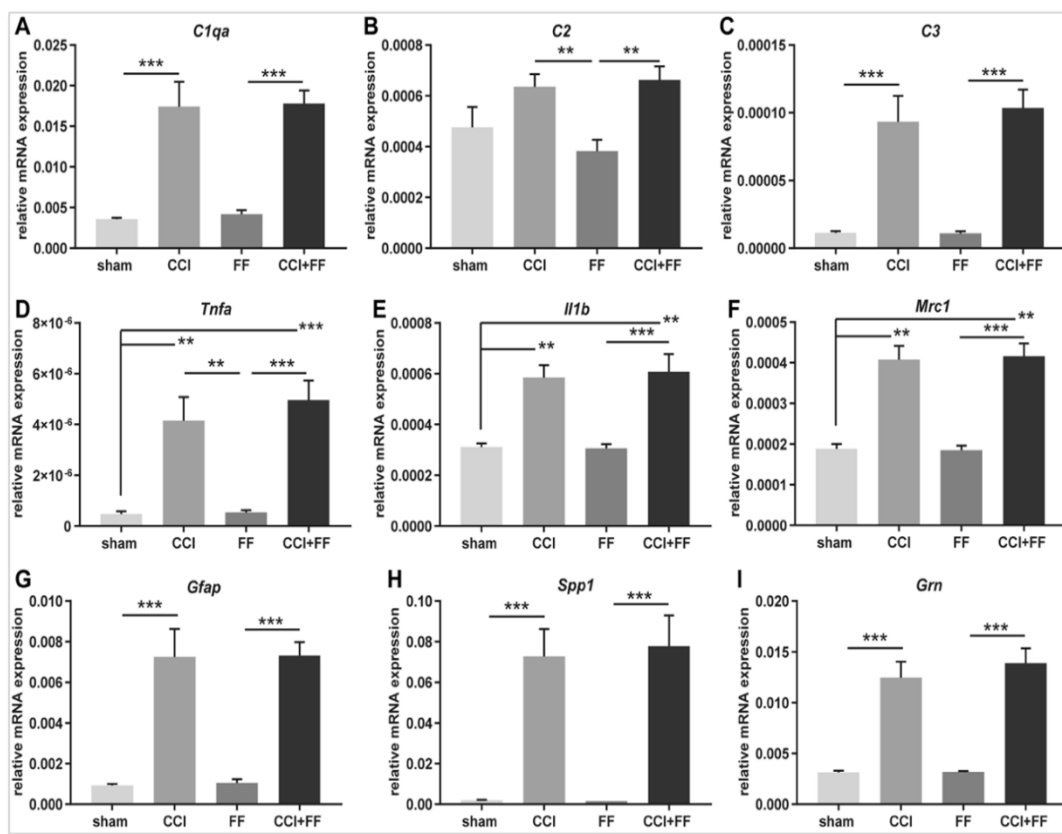 A
C1qa
relative mRNA expression
0.025
0.020
0.015
0.010
0.005
0.000
***
***
sham CCI FF CCI+FF
B
C2
relative mRNA expression
0.0008
0.0006
0.0004
0.0002
0.0000
**
**
sham CCI FF CCI+FF
C
C3
relative mRNA expression
0.00015
0.00010
0.00005
0.00000
***
***
sham CCI FF CCI+FF
D
Tnfa
relative mRNA expression
8×10⁻⁶
6×10⁻⁶
4×10⁻⁶
2×10⁻⁶
0
***
**
**
***
sham CCI FF CCI+FF
E
Il1b
relative mRNA expression
0.0008
0.0006
0.0004
0.0002
0.0000
**
***
**
sham CCI FF CCI+FF
F
Mrc1
relative mRNA expression
0.0005
0.0004
0.0003
0.0002
0.0001
0.0000
**
***
**
sham CCI FF CCI+FF
G
Gfap
relative mRNA expression
0.010
0.008
0.006
0.004
0.002
0.000
***
***
sham CCI FF CCI+FF
H
Spp1
relative mRNA expression
0.10
0.08
0.06
0.04
0.02
0.00
***
***
sham CCI FF CCI+FF
I
Grn
relative mRNA expression
0.020
0.015
0.010
0.005
0.000
***
***
sham CCI FF CCI+FF